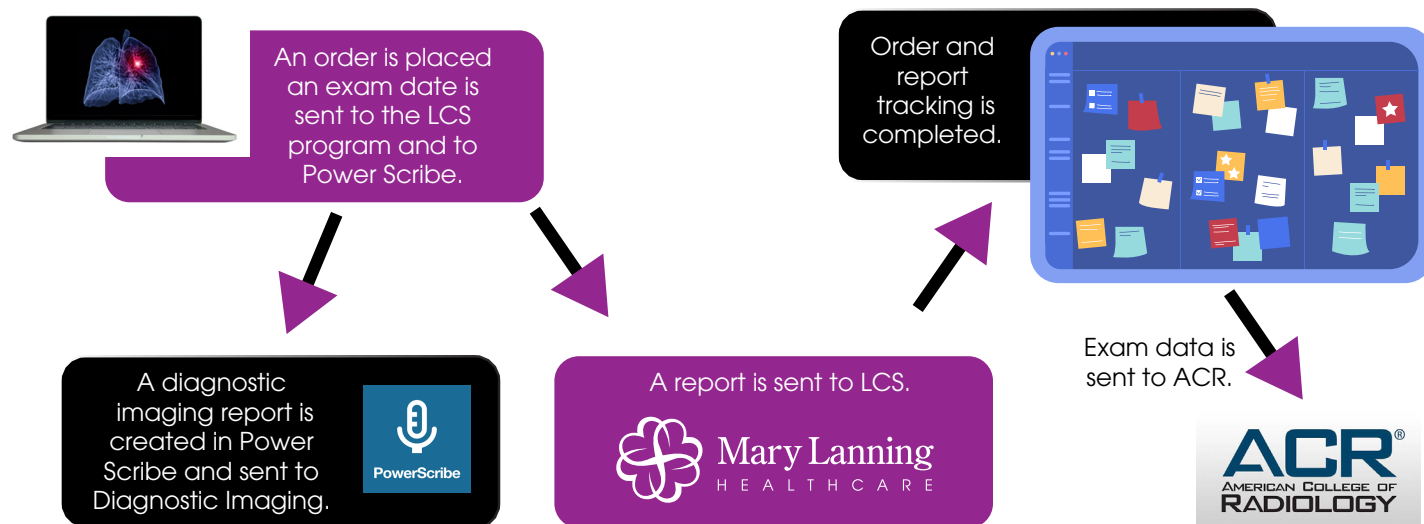 An order is placed
an exam date is
sent to the LCS
program and to
Power Scribe.
A diagnostic
imaging report is
created in Power
Scribe and sent to
Diagnostic Imaging.
PowerScribe
A report is sent to LCS.
Mary Lanning
HEALTHCARE
Order and
report
tracking is
completed.
Exam data is
sent to ACR.
ACR®
AMERICAN COLLEGE OF
RADIOLOGY